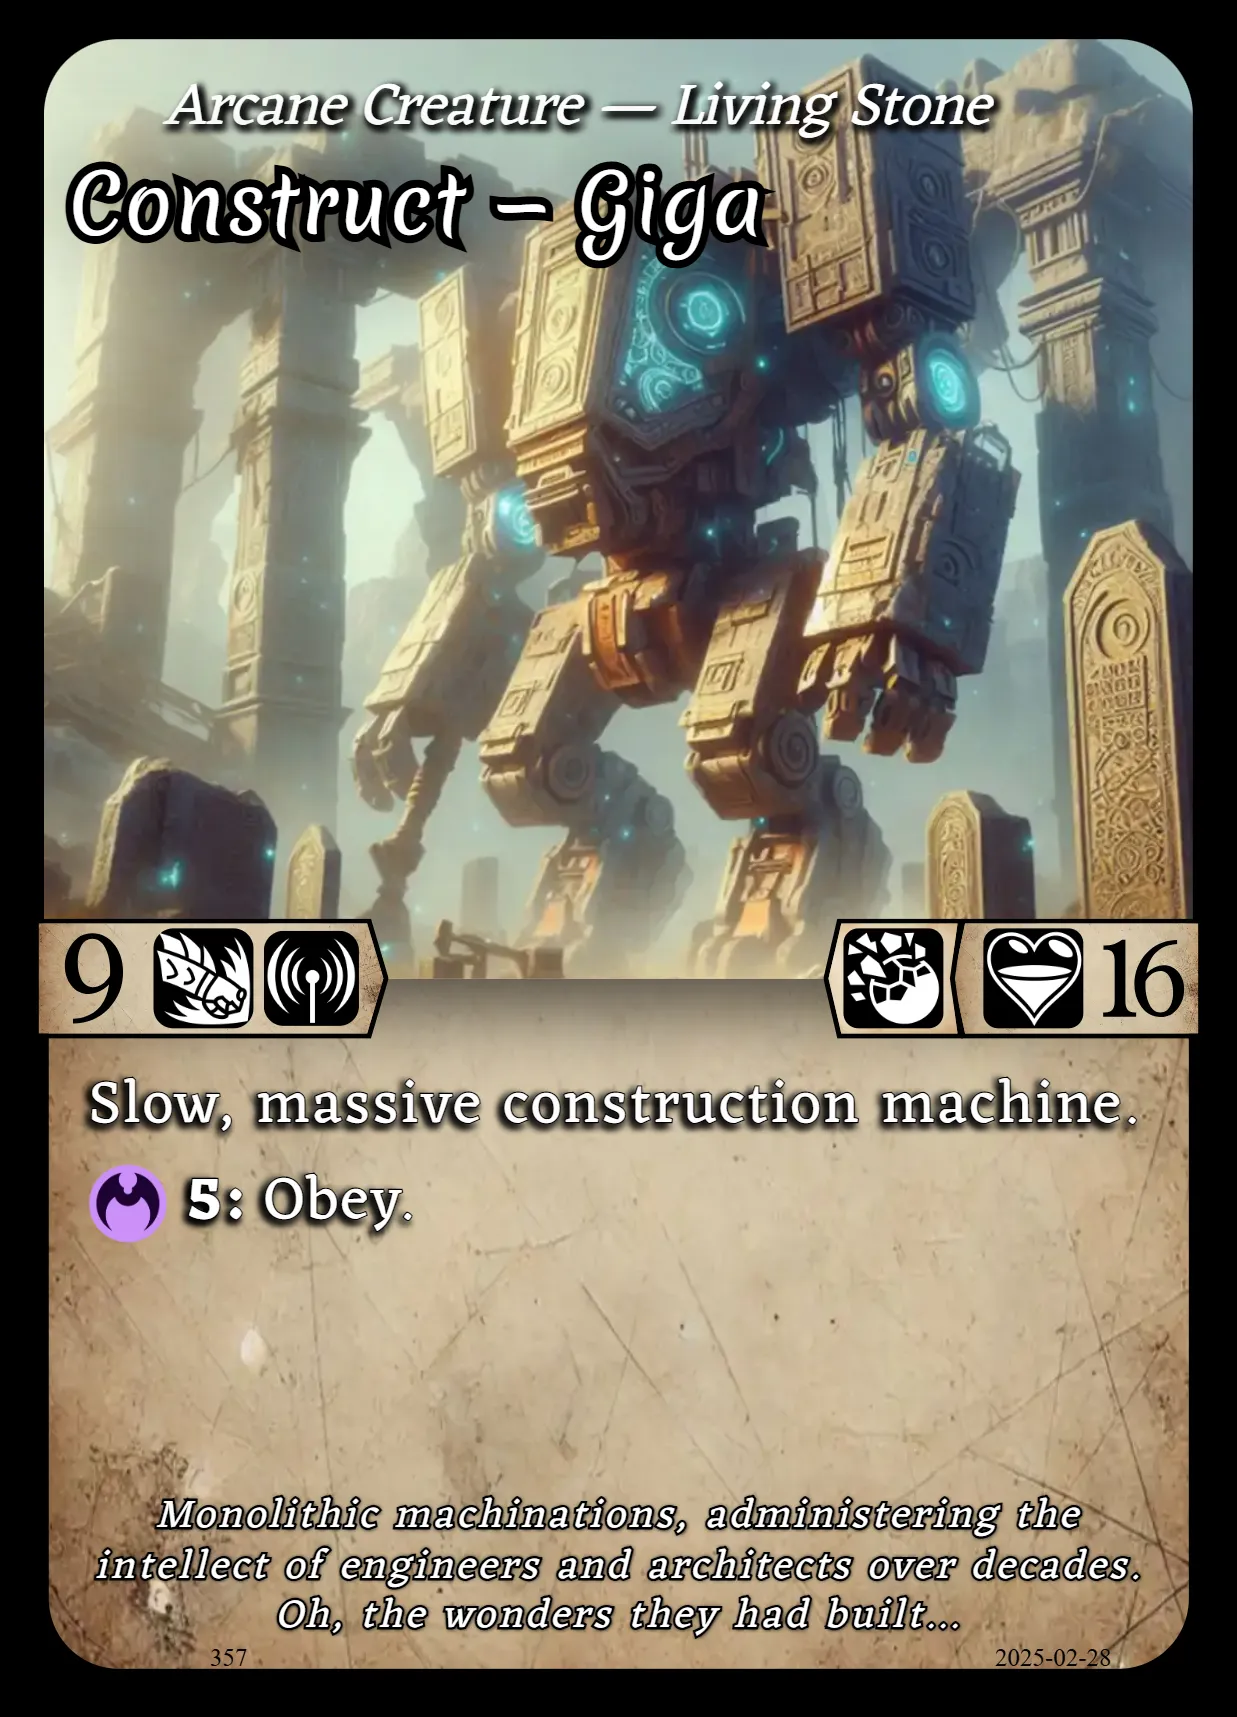 Arcane Creature — Living Stone
Construct – Giga
9
16
Slow, massive construction machine.
5: Obey.
Monolithic machinations, administering the
intellect of engineers and architects over decades.
Oh, the wonders they had built...
357
2025-02-28